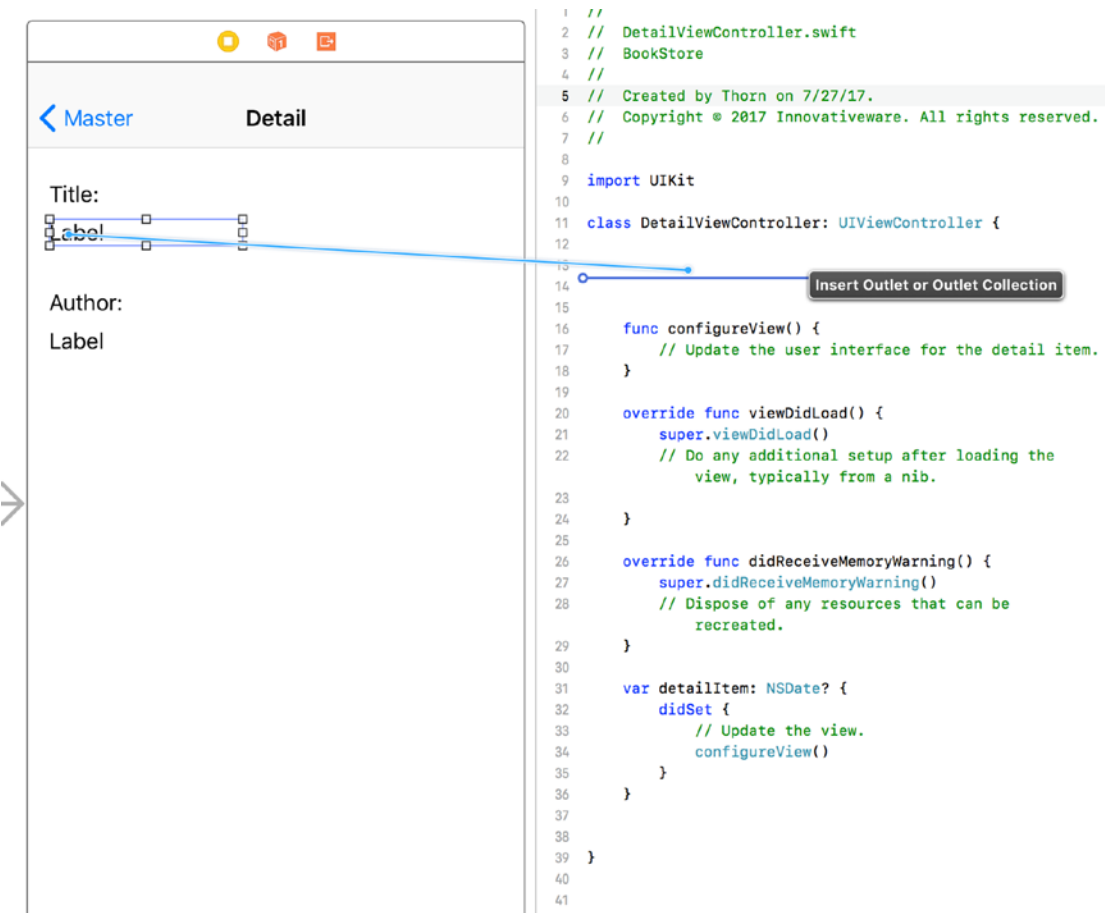 Master
Detail
Title:
Label
Author:
Label
1 //
2 // DetailViewController.swift
3 // BookStore
4 //
5 // Created by Thorn on 7/27/17.
6 // Copyright © 2017 Innovativeware. All rights reserved.
7 //
8
9 import UIKit
10
11 class DetailViewController: UIViewController {
12
13
14
Insert Outlet or Outlet Collection
15
16 func configureView() {
17 // Update the user interface for the detail item.
18 }
19
20 override func viewDidLoad() {
21 super.viewDidLoad()
22 // Do any additional setup after loading the
view, typically from a nib.
23
24 }
25
26 override func didReceiveMemoryWarning() {
27 super.didReceiveMemoryWarning()
28 // Dispose of any resources that can be
recreated.
29 }
30
31 var detailItem: NSDate? {
32 didSet {
33 // Update the view.
34 configureView()
35 }
36 }
37
38
39 }
40
41